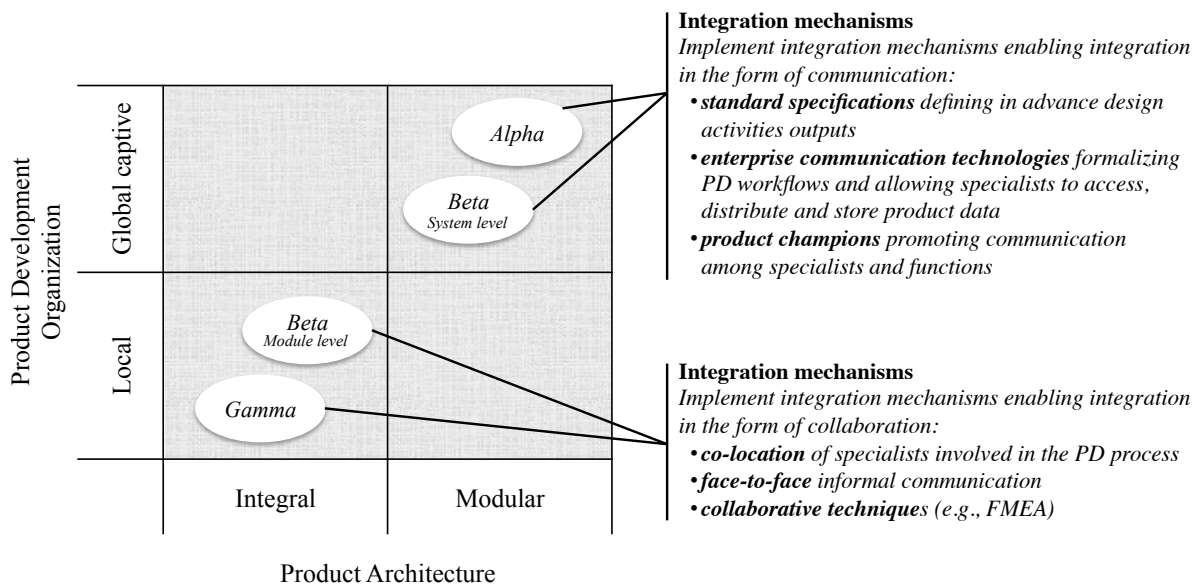 Integration mechanisms
Implement integration mechanisms enabling integration
in the form of communication:
•standard specifications defining in advance design
activities outputs
•enterprise communication technologies formalizing
PD workflows and allowing specialists to access,
distribute and store product data
•product champions promoting communication
among specialists and functions
Product Development
Organization
Global captive
Alpha
Beta
System level
Local
Beta
Module level
Gamma
Integration mechanisms
Implement integration mechanisms enabling integration
in the form of collaboration:
•co-location of specialists involved in the PD process
•face-to-face informal communication
•collaborative techniques (e.g., FMEA)
Integral
Modular
Product Architecture